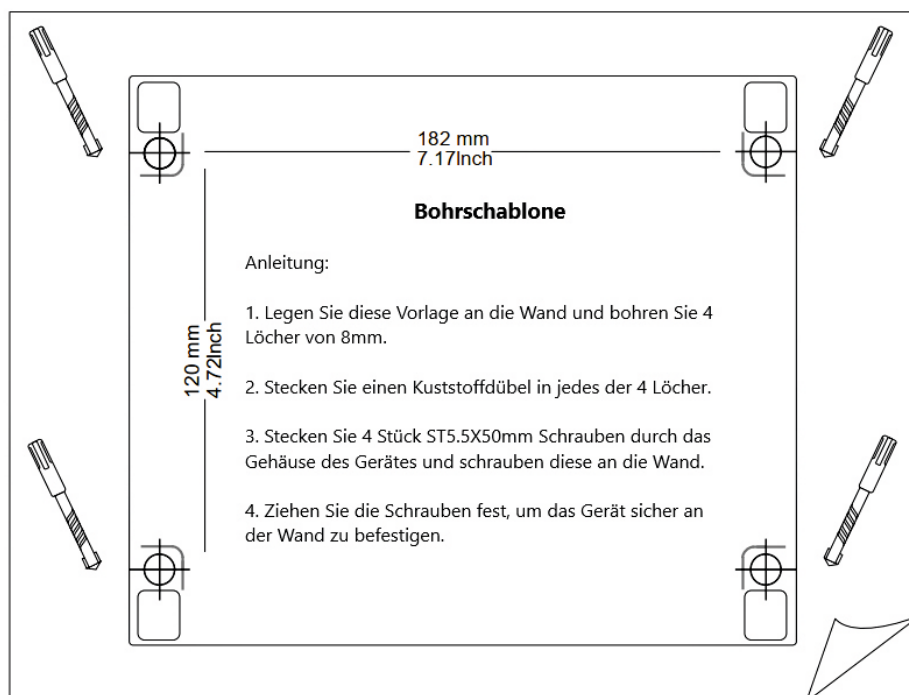 182 mm
7.17Inch
Bohrschablone
Anleitung:
1. Legen Sie diese Vorlage an die Wand und bohren Sie 4
Löcher von 8mm.
120 mm
4.72Inch
2. Stecken Sie einen Kuststoffdübel in jedes der 4 Löcher.
3. Stecken Sie 4 Stück ST5.5X50mm Schrauben durch das
Gehäuse des Gerätes und schrauben diese an die Wand.
4. Ziehen Sie die Schrauben fest, um das Gerät sicher an
der Wand zu befestigen.